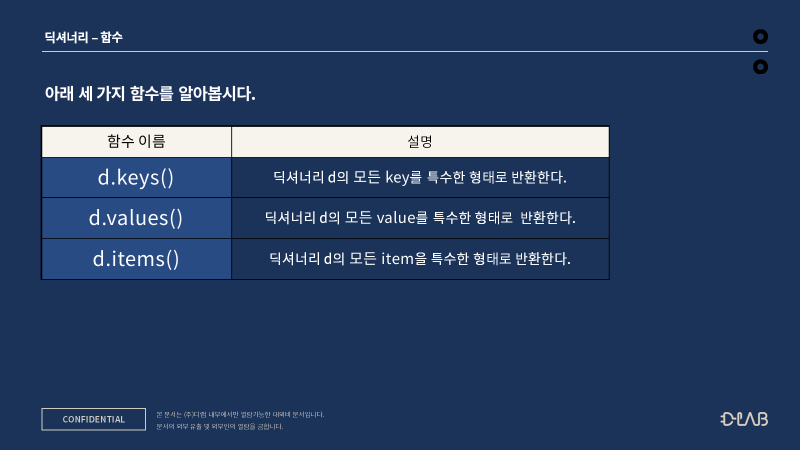 딕셔너리 – 함수
아래 세 가지 함수를 알아봅시다.
함수 이름 설명
d.keys() 딕셔너리 d의 모든 key를 특수한 형태로 반환한다.
d.values() 딕셔너리 d의 모든 value를 특수한 형태로 반환한다.
d.items() 딕셔너리 d의 모든 item을 특수한 형태로 반환한다.
CONFIDENTIAL
본 문서는 (주)디랩 내부에서만 열람가능한 대외비 문서입니다.
문서의 외부 유출 및 외부인의 열람을 금합니다.
D-LAB